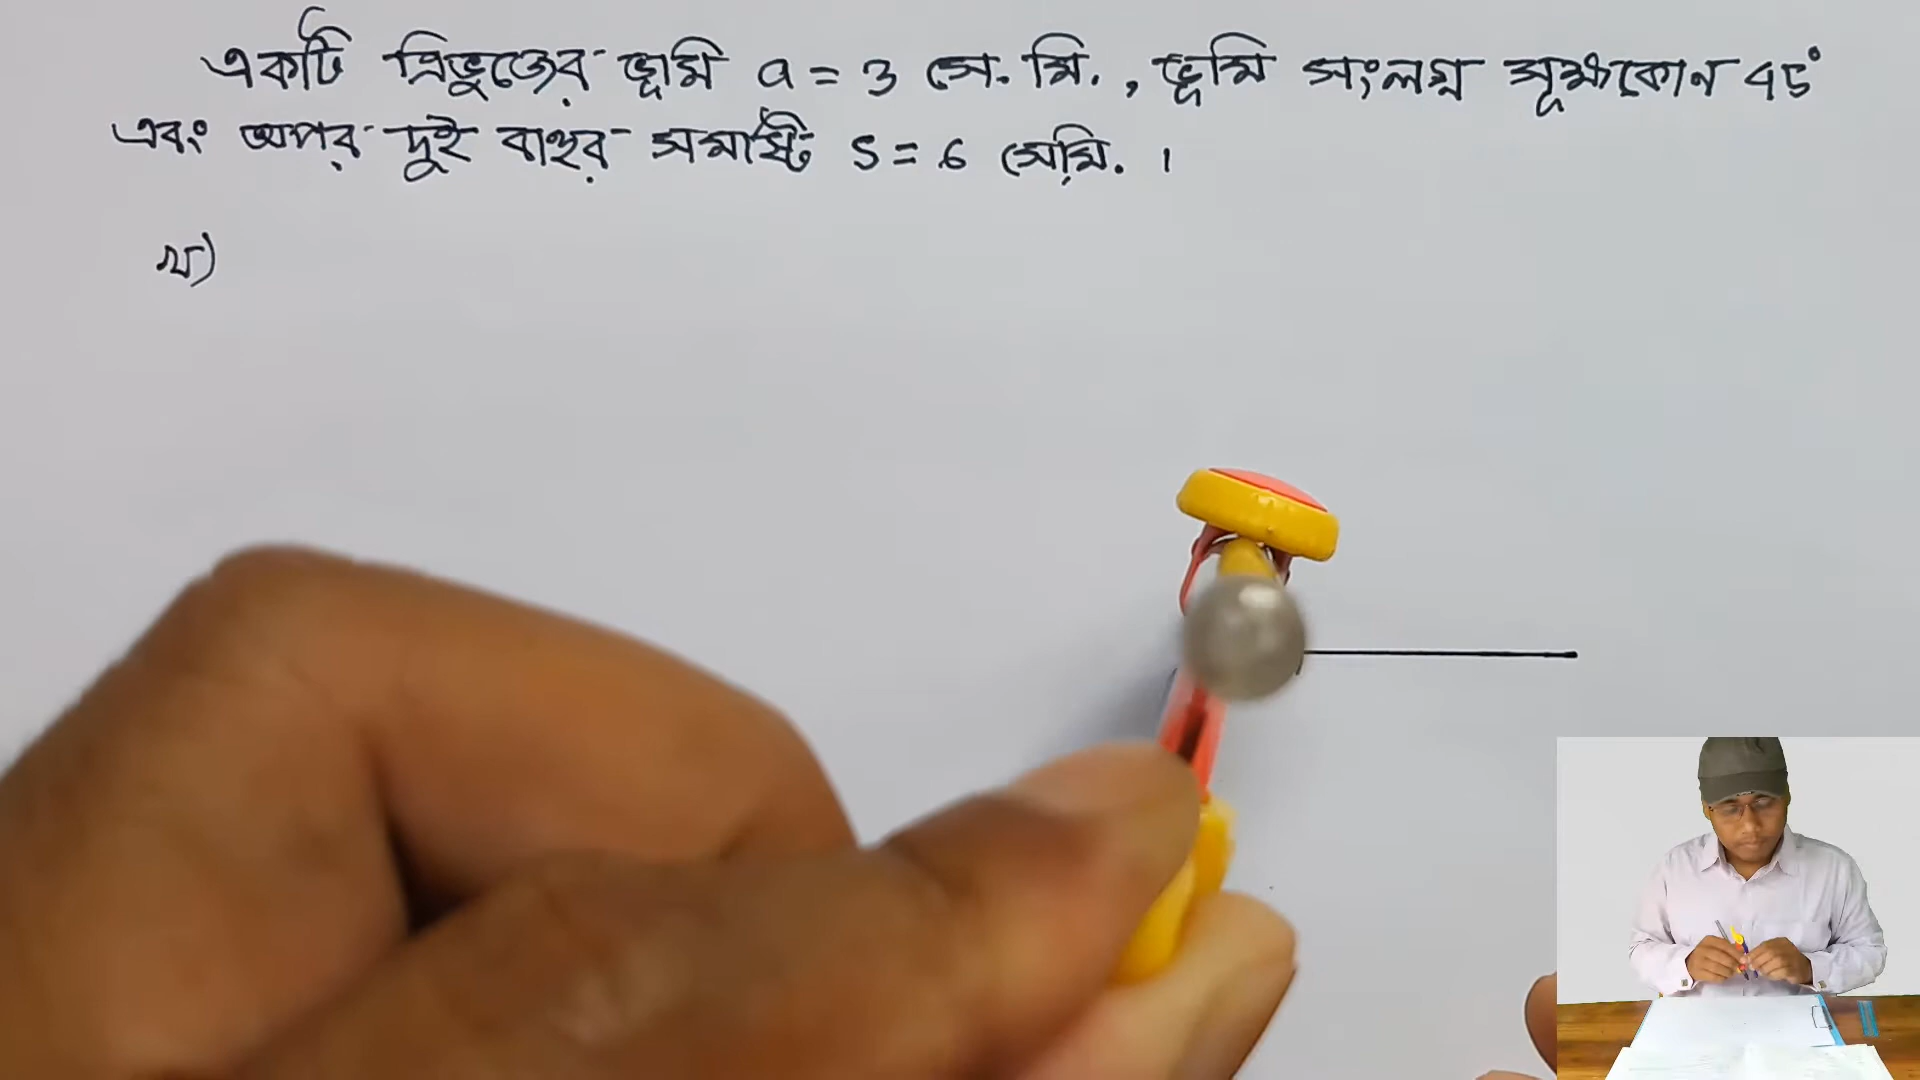 একটি ত্রিভুজের ভূমি a = 3 সে. মি., ভূমি সংলগ্ন সূক্ষ্মকোন 45°
এবং অপর দুই বাহুর সমষ্টি S = 6 সেমি. ।
খ)